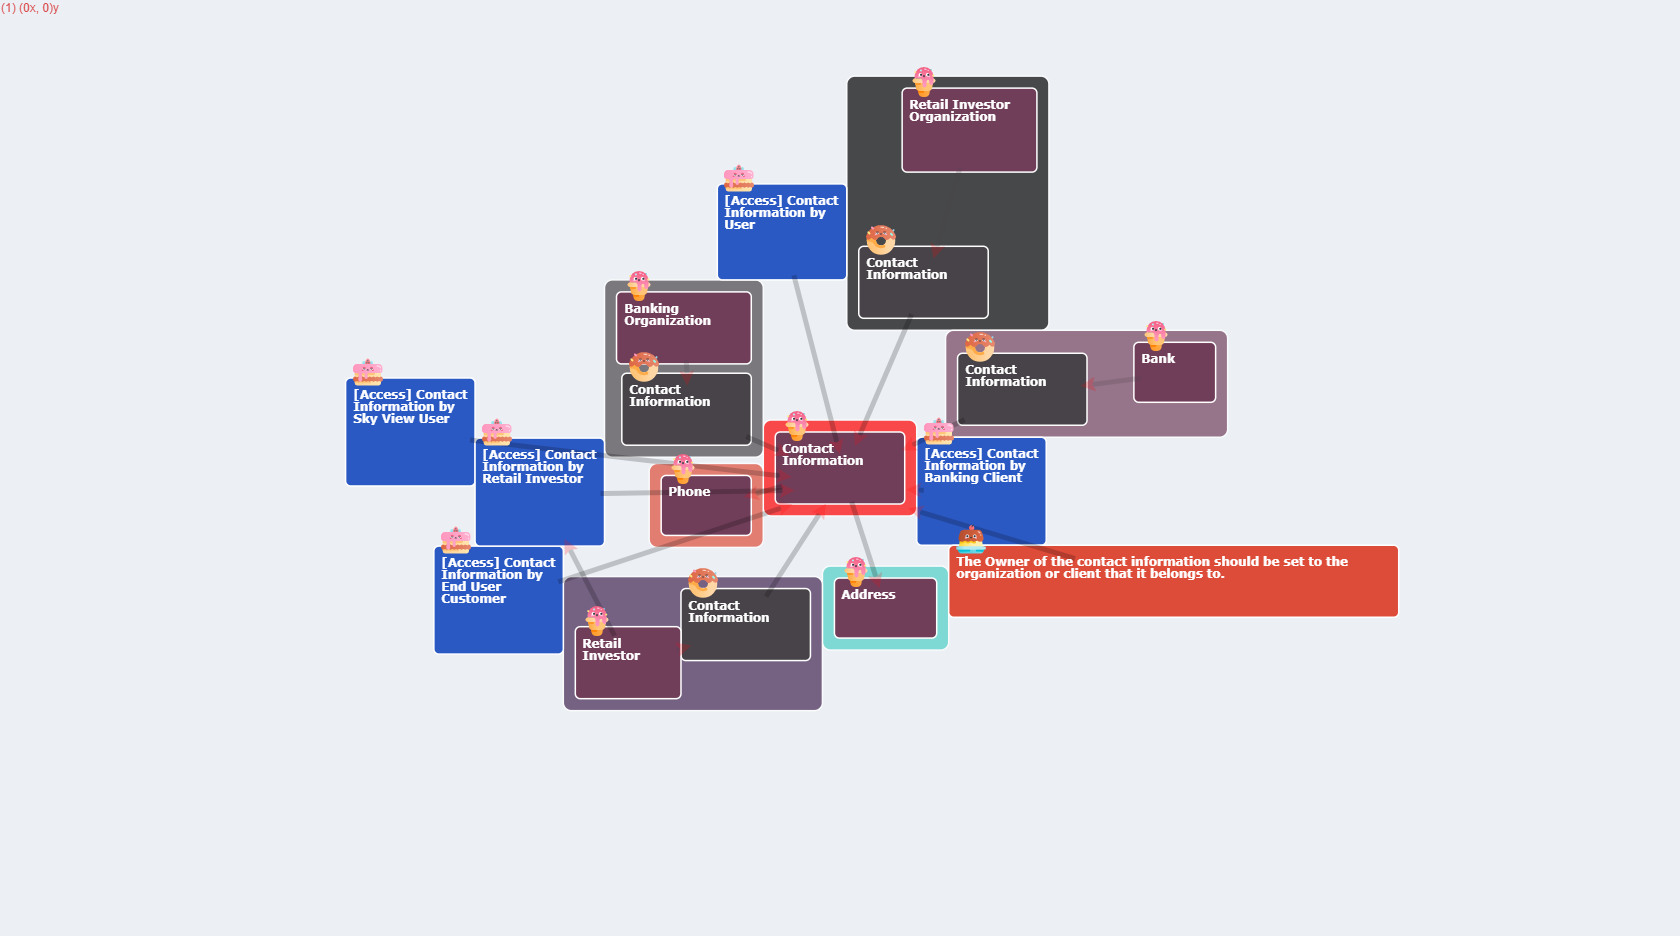 (1) (0x, 0)y
Retail Investor
Organization
[Access] Contact
Information by
User
Contact
Information
Banking
Organization
Contact
Information
Contact
Information
Bank
[Access] Contact
Information by
Sky View User
[Access] Contact
Information by
Retail Investor
Phone
Contact
Information
[Access] Contact
Information by
Banking Client
[Access] Contact
Information by
End User
Customer
Retail
Investor
Contact
Information
Address
The Owner of the contact information should be set to the
organization or client that it belongs to.